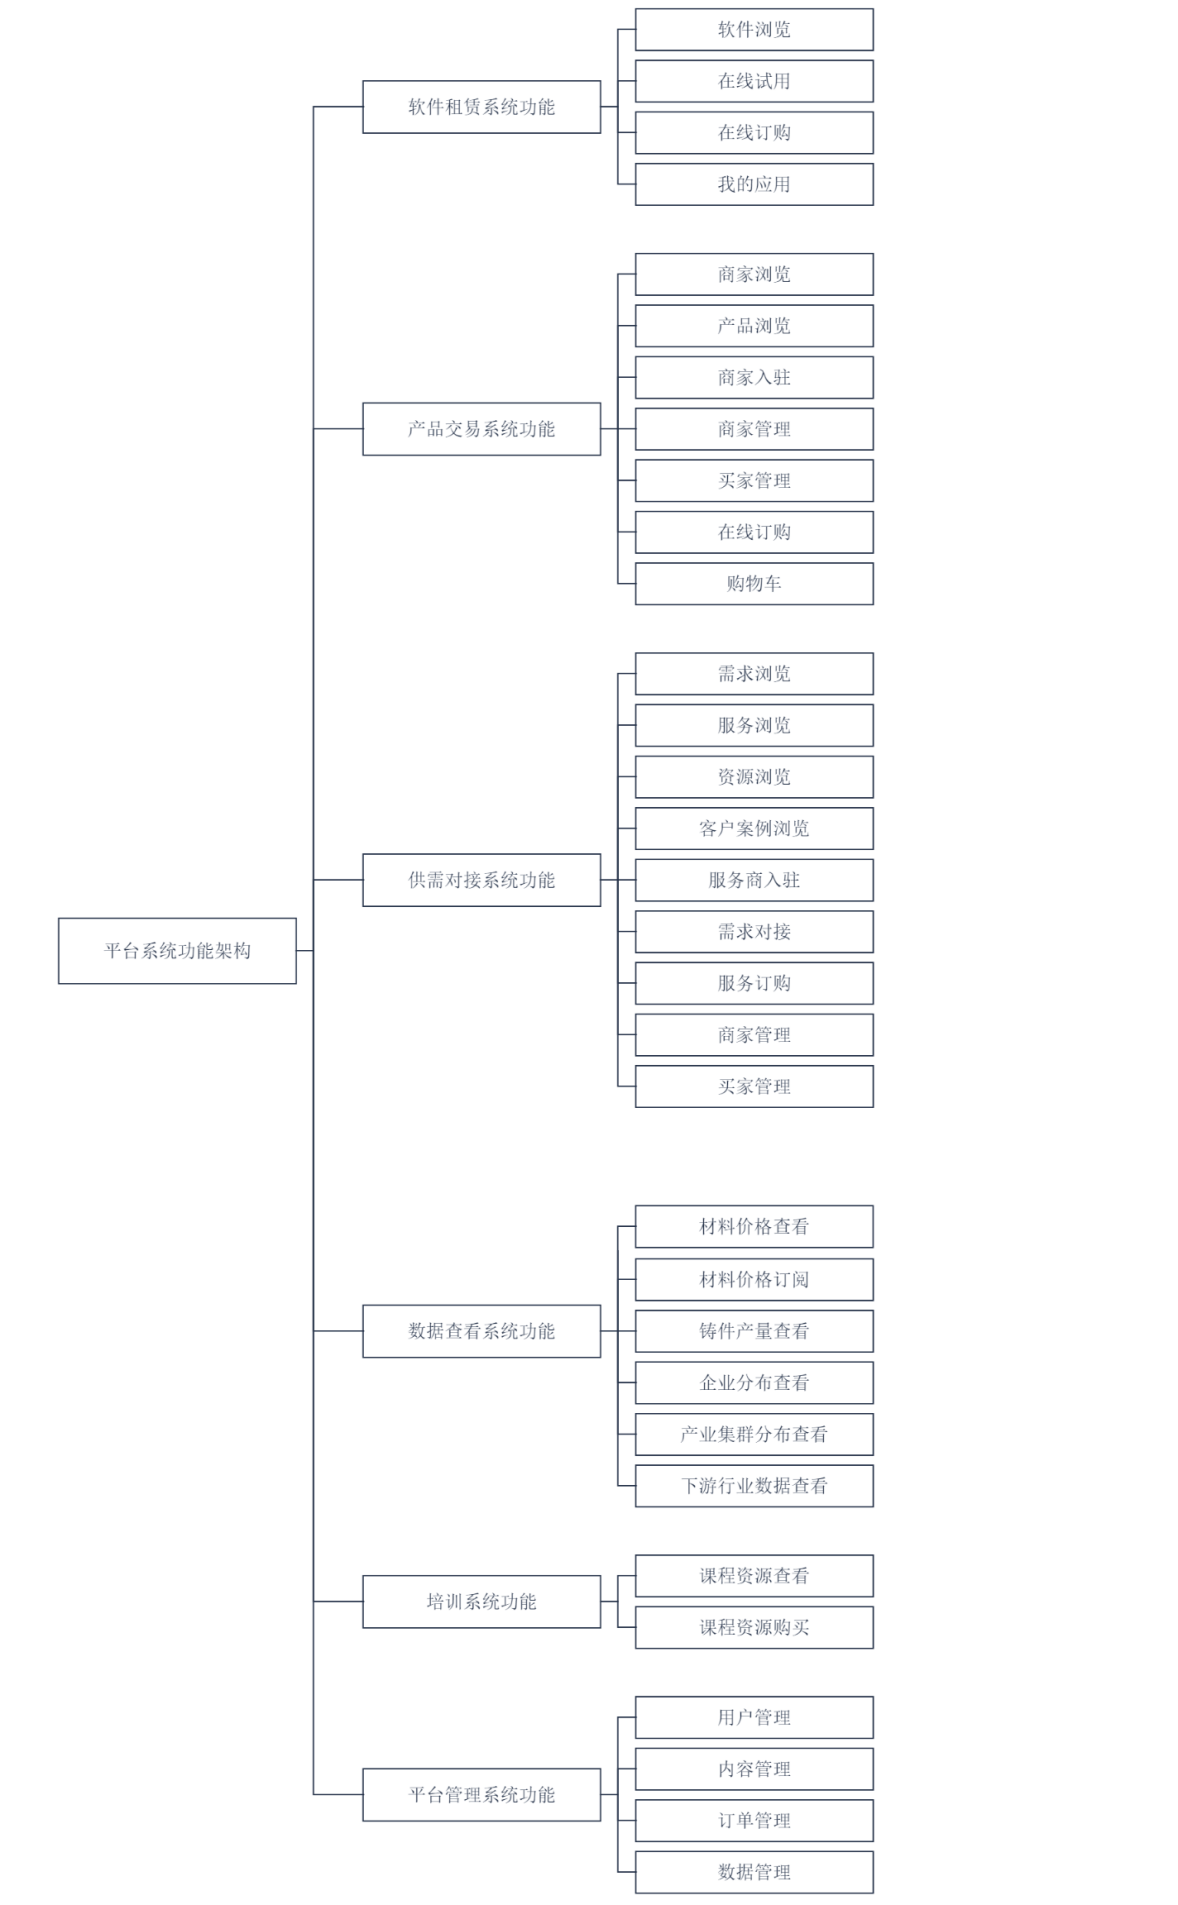 平台系统功能架构
软件租赁系统功能
软件浏览
在线试用
在线订购
我的应用
产品交易系统功能
商家浏览
产品浏览
商家入驻
商家管理
买家管理
在线订购
购物车
供需对接系统功能
需求浏览
服务浏览
资源浏览
客户案例浏览
服务商入驻
需求对接
服务订购
商家管理
买家管理
数据查看系统功能
材料价格查看
材料价格订阅
铸件产量查看
企业分布查看
产业集群分布查看
下游行业数据查看
培训系统功能
课程资源查看
课程资源购买
平台管理系统功能
用户管理
内容管理
订单管理
数据管理